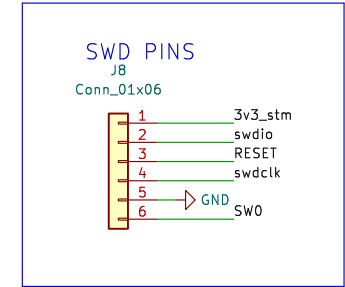 SWD PINS
J8
Conn_01x06
1 3v3_stm
2 swdio
3 RESET
4 swdclk
5 GND
6 SWO